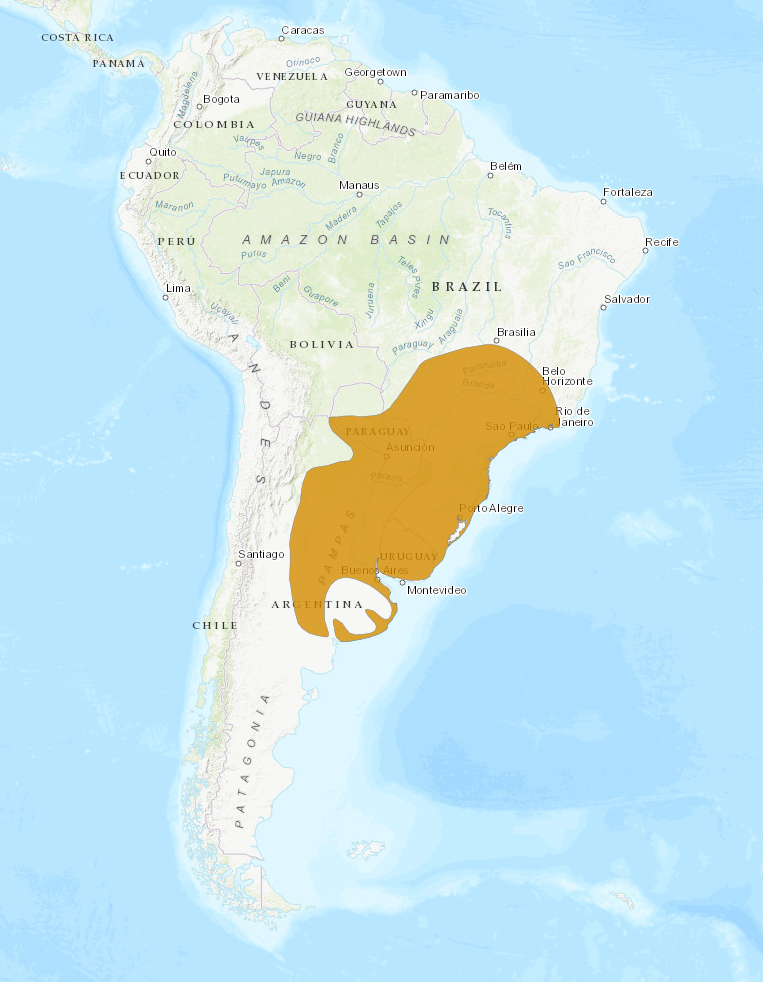 Caracas
COSTA RICA
PANAMÁ
Orinoco
VENEZUELA
Georgetown
Magdalena
Bogota
Paramaribo
GUYANA
COLOMBIA
GUIANA HIGHLANDS
Vaupes
Branco
Quito
Negro
Belém
ECUADOR
Japura
Putumayo
Amazon
Manaus
Fortaleza
Maranon
Madeira
Tapajos
Tocantins
PERÚ
AMAZON BASIN
Recife
Purus
Sao Francisco
Teles Pires
Beni
Lima
Guapore
Juruena
BRAZIL
Salvador
Ucayali
Xingu
Araguaia
Brasilia
BOLIVIA
Paraguay
ANDES
Paranama
Belo
Horizonte
Grande
Rio de
Janeiro
PARAGUAY
Sao Paulo
Asunción
Parana
Porto Alegre
PAMPAS
Santiago
URUGUAY
Buenos Aires
Montevideo
ARGENTINA
CHILE
PATAGONIA